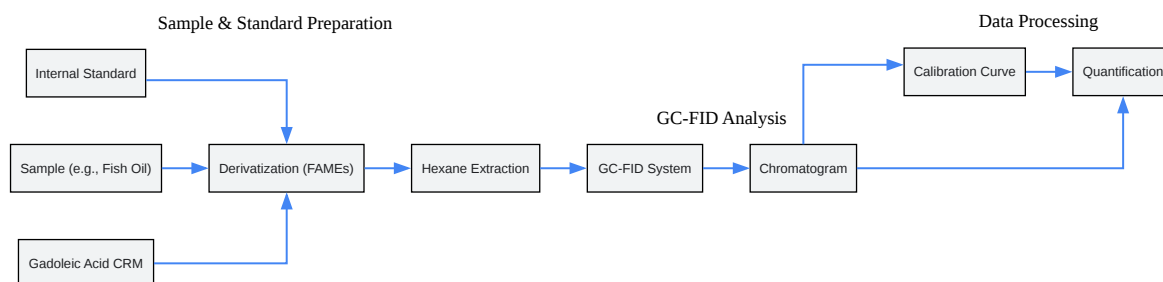 Sample & Standard Preparation
Data Processing
Internal Standard
Calibration Curve
Quantification
GC-FID Analysis
Sample (e.g., Fish Oil)
Derivatization (FAMEs)
Hexane Extraction
GC-FID System
Chromatogram
Gadoleic Acid CRM